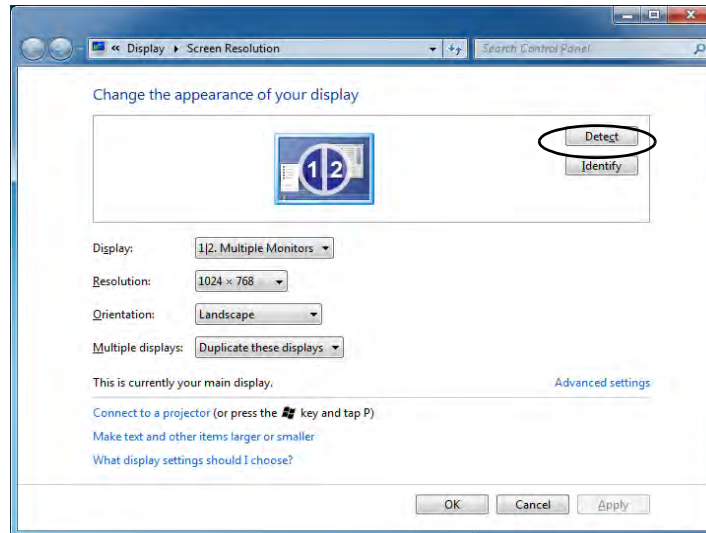 « Display ▸ Screen Resolution Search Control Panel
Change the appearance of your display
Detect
1 2
Identify
Display: 1|2. Multiple Monitors
Resolution: 1024 × 768
Orientation: Landscape
Multiple displays: Duplicate these displays
This is currently your main display. Advanced settings
Connect to a projector (or press the key and tap P)
Make text and other items larger or smaller
What display settings should I choose?
OK Cancel Apply